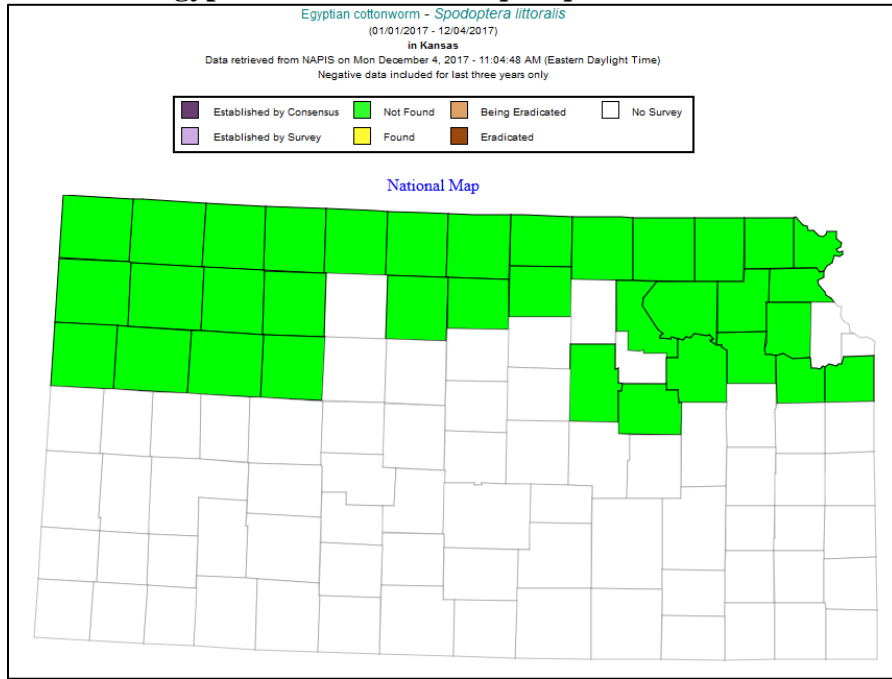 Egyptian cottonworm - Spodoptera littoralis
(01/01/2017 - 12/04/2017)
in Kansas
Data retrieved from NAPIS on Mon December 4, 2017 - 11:04:48 AM (Eastern Daylight Time)
Negative data included for last three years only
Established by Consensus Not Found Being Eradicated No Survey
Established by Survey Found Eradicated
National Map